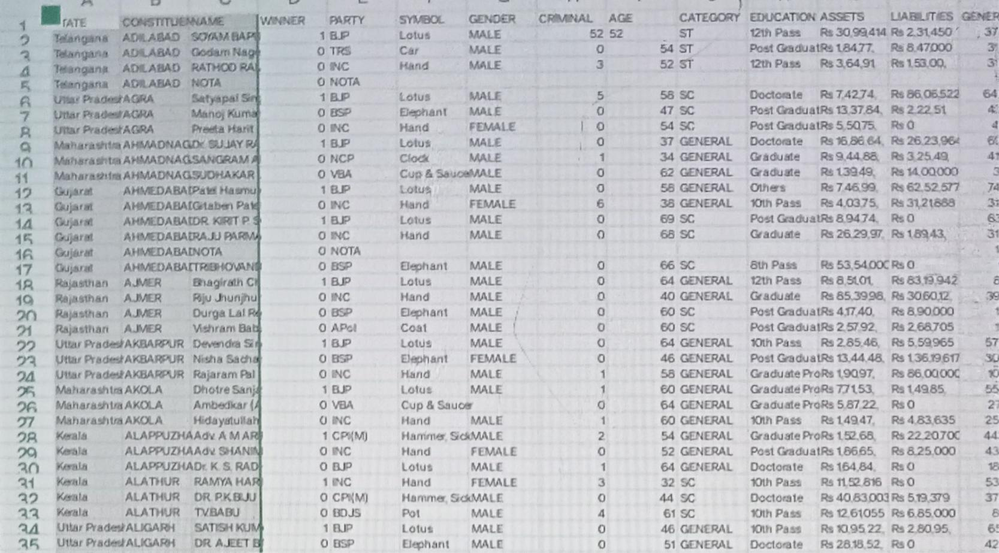 TATE CONSTITUENNAME WINNER PARTY SYMBOL GENDER CRIMINAL AGE CATEGORY EDUCATION ASSETS LIABILITIES GENER
1
2 Telangana ADILABAD SOYAM BAP 1 BJP Lotus MALE 52 52 ST 12th Pass Rs 30,99,414 Rs 2,31,450 37
3 Telangana ADILABAD Godam Nag 0 TRS Car MALE 0 54 ST Post Graduat Rs 1,84,77, Rs 8,47,000 3
4 Telangana ADILABAD RATHOD RA 0 INC Hand MALE 3 52 ST 12th Pass Rs 3,64,91 Rs 1,53,00, 3
5 Telangana ADILABAD NOTA 0 NOTA
6 Uttar Pradesh AGRA Satyapal Sin 1 BJP Lotus MALE 5 58 SC Doctorate Rs 7,42,74, Rs 86,06,522 64
7 Uttar Pradesh AGRA Manoj Kuma 0 BSP Elephant MALE 0 47 SC Post Graduat Rs 13,37,84, Rs 2,22,51 4
8 Uttar Pradesh AGRA Preeta Harit 0 INC Hand FEMALE 0 54 SC Post Graduat Rs 5,50,75, Rs 0 4
9 Maharashtra AHMADNAG Dr. SUJAY RA 1 BJP Lotus MALE 0 37 GENERAL Doctorate Rs 16,86,64, Rs 26,23,964 6
10 Maharashtra AHMADNAG SANGRAM A 0 NCP Clock MALE 1 34 GENERAL Graduate Rs 9,44,88, Rs 3,25,49, 41
11 Maharashtra AHMADNAG SUDHAKAR 0 VBA Cup & Sauce MALE 0 62 GENERAL Graduate Rs 1,39,49, Rs 14,00,000 3
12 Gujarat AHMEDABA Patel Hasmu 1 BJP Lotus MALE 0 58 GENERAL Others Rs 7,46,99, Rs 62,52,577 74
13 Gujarat AHMEDABA Gitaben Pate 0 INC Hand FEMALE 6 38 GENERAL 10th Pass Rs 4,03,75, Rs 31,21,888 3
14 Gujarat AHMEDABA DR. KIRIT P. S 1 BJP Lotus MALE 0 69 SC Post Graduat Rs 8,94,74, Rs 0 63
15 Gujarat AHMEDABA RAJU PARMA 0 INC Hand MALE 0 68 SC Graduate Rs 26,29,97, Rs 1,89,43, 31
16 Gujarat AHMEDABAD NOTA 0 NOTA 1
17 Gujarat AHMEDABA TRIBHOVAND 0 BSP Elephant MALE 0 66 SC 8th Pass Rs 53,54,000 Rs 0
18 Rajasthan AJMER Bhagirath Ch 1 BJP Lotus MALE 0 64 GENERAL 12th Pass Rs 8,51,01, Rs 83,19,942 8
19 Rajasthan AJMER Riju Jhunjhu 0 INC Hand MALE 0 40 GENERAL Graduate Rs 85,39,98, Rs 30,60,12, 39
20 Rajasthan AJMER Durga Lal Re 0 BSP Elephant MALE 0 60 SC Post Graduat Rs 4,17,40, Rs 8,90,000 1
21 Rajasthan AJMER Vishram Bab 0 APoI Coat MALE 0 60 SC Post Graduat Rs 2,57,92, Rs 2,68,705 1
22 Uttar Pradesh AKBARPUR Devendra Sin 1 BJP Lotus MALE 0 64 GENERAL 10th Pass Rs 2,85,46, Rs 5,59,965 57
23 Uttar Pradesh AKBARPUR Nisha Sacha 0 BSP Elephant FEMALE 0 46 GENERAL Post Graduat Rs 13,44,48, Rs 1,36,19,617 30
24 Uttar Pradesh AKBARPUR Rajaram Pal 0 INC Hand MALE 1 58 GENERAL Graduate Pro Rs 1,90,97, Rs 86,00,000 10
25 Maharashtra AKOLA Dhotre Sanja 1 BJP Lotus MALE 1 60 GENERAL Graduate Pro Rs 7,71,53, Rs 1,49,85, 55
26 Maharashtra AKOLA Ambedkar (A 0 VBA Cup & Saucer 0 64 GENERAL Graduate Pro Rs 5,87,22, Rs 0 27
27 Maharashtra AKOLA Hidayatullah 0 INC Hand MALE 1 60 GENERAL 10th Pass Rs 1,49,47, Rs 4,83,635 25
28 Kerala ALAPPUZHA Adv. A M AR 1 CPI(M) Hammer, Sick MALE 2 54 GENERAL Graduate Pro Rs 1,52,68, Rs 22,20,700 44
29 Kerala ALAPPUZHA Adv. SHANIM 0 INC Hand FEMALE 0 52 GENERAL Post Graduat Rs 1,86,65, Rs 8,25,000 43
30 Kerala ALAPPUZHA Dr. K. S. RAD 0 BJP Lotus MALE 1 64 GENERAL Doctorate Rs 1,64,84, Rs 0 18
31 Kerala ALATHUR RAMYA HAR 1 INC Hand FEMALE 3 32 SC 10th Pass Rs 11,52,816 Rs 0 53
32 Kerala ALATHUR DR. P.K.BIJU 0 CPI(M) Hammer, Sick MALE 0 44 SC Doctorate Rs 40,83,003 Rs 5,19,379 37
33 Kerala ALATHUR T.V.BABU 0 BDJS Pot MALE 4 61 SC 10th Pass Rs 12,61,055 Rs 6,85,000 8
34 Uttar Pradesh ALIGARH SATISH KUM 1 BJP Lotus MALE 0 46 GENERAL 10th Pass Rs 10,95,22, Rs 2,80,95, 65
35 Uttar Pradesh ALIGARH DR. AJEET B 0 BSP Elephant MALE 0 51 GENERAL Doctorate Rs 28,18,52, Rs 0 42